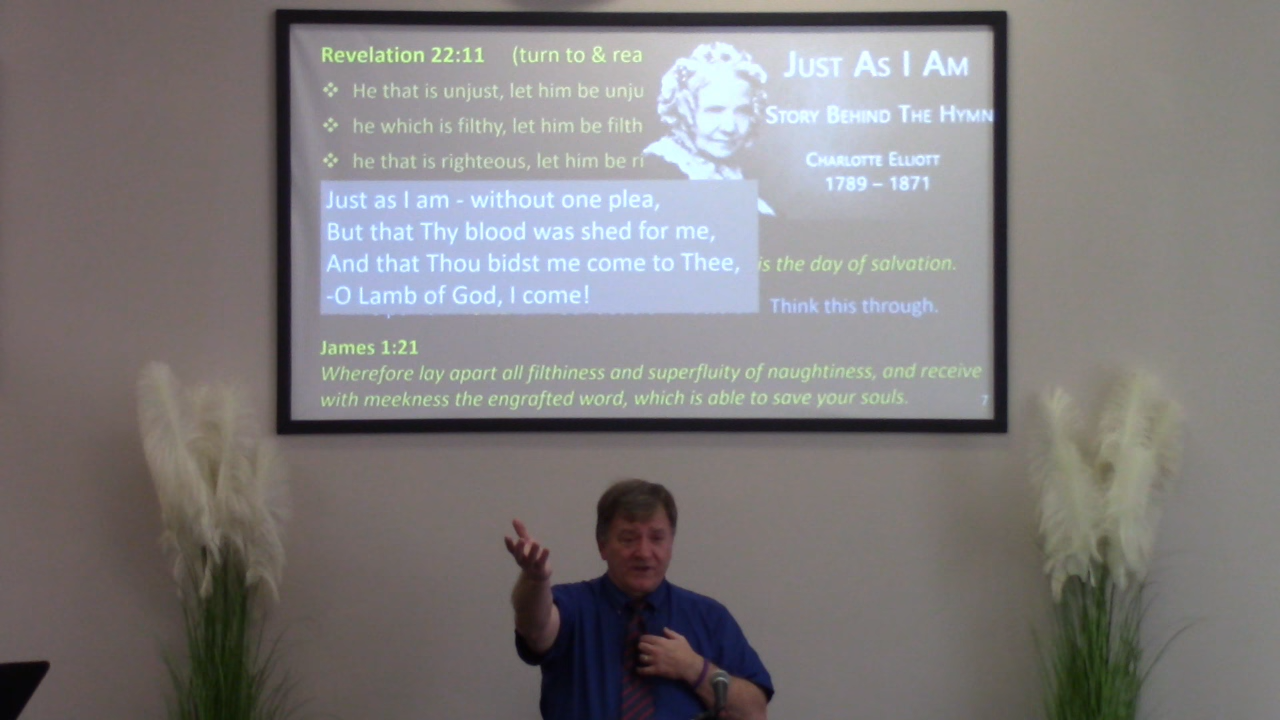 Revelation 22:11 (turn to & rea
❖ He that is unjust, let him be unju
❖ he which is filthy, let him be filth
❖ he that is righteous, let him be ri
JUST AS I AM
STORY BEHIND THE HYMN
CHARLOTTE ELLIOTT
1789 – 1871
Just as I am - without one plea,
But that Thy blood was shed for me,
And that Thou bidst me come to Thee,
-O Lamb of God, I come!
is the day of salvation.
Think this through.
James 1:21
Wherefore lay apart all filthiness and superfluity of naughtiness, and receive
with meekness the engrafted word, which is able to save your souls.
7